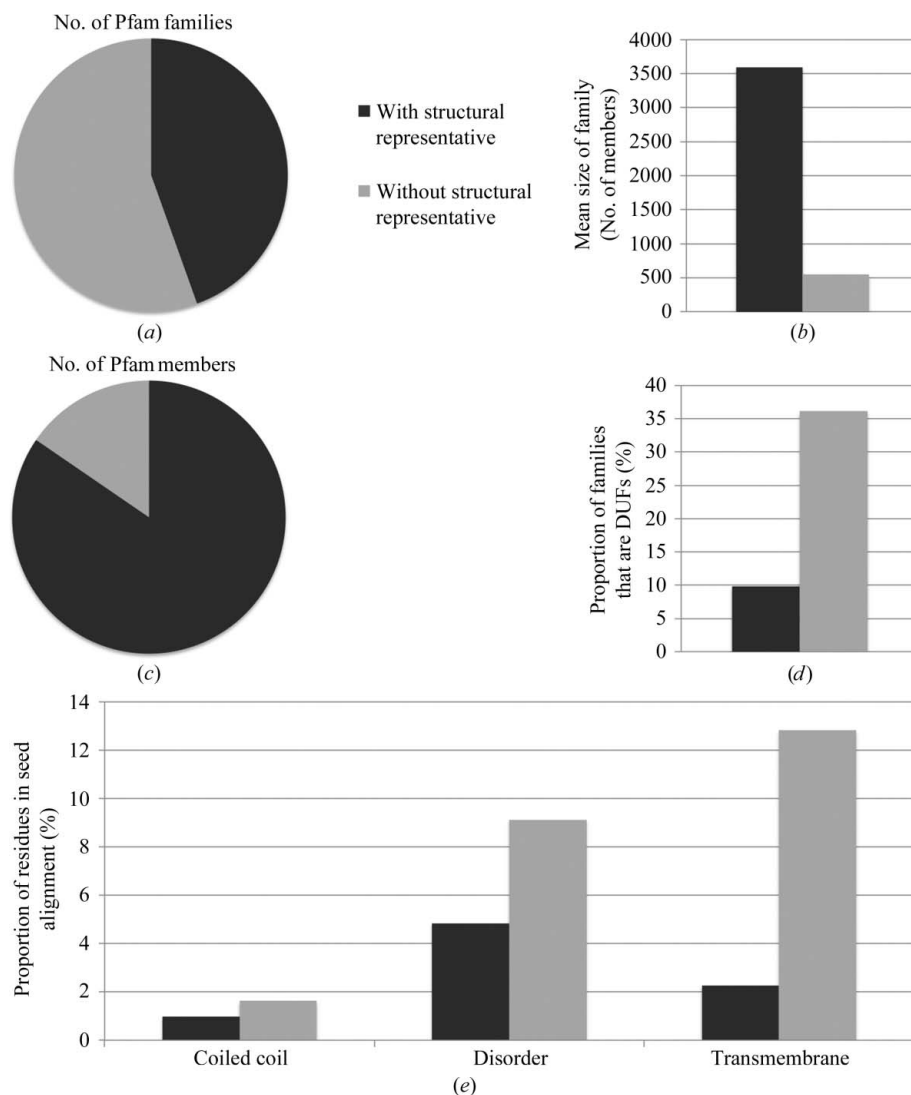 No. of Pfam families
With structural
representative
Without structural
representative
(a)
4000
3500
3000
2500
2000
1500
1000
500
0
Mean size of family
(No. of members)
(b)
No. of Pfam members
(c)
40
35
30
25
20
15
10
5
0
Proportion of families
that are DUFs (%)
(d)
14
12
10
8
6
4
2
0
Proportion of residues in seed
alignment (%)
Coiled coil
Disorder
Transmembrane
(e)